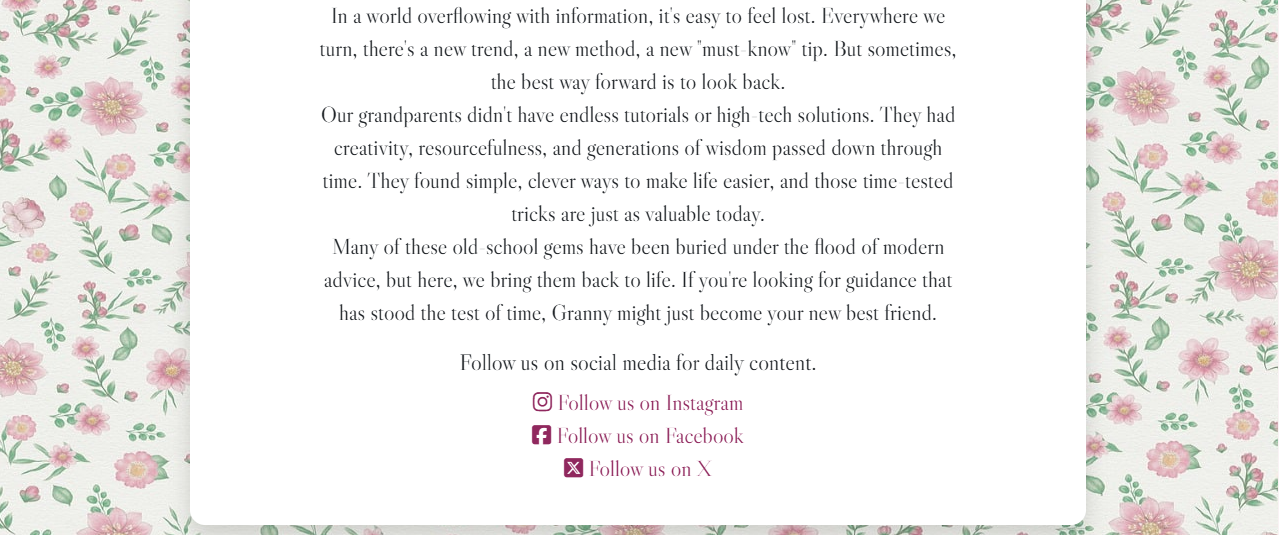 In a world overflowing with information, it's easy to feel lost. Everywhere we
turn, there's a new trend, a new method, a new "must-know" tip. But sometimes,
the best way forward is to look back.
Our grandparents didn't have endless tutorials or high-tech solutions. They had
creativity, resourcefulness, and generations of wisdom passed down through
time. They found simple, clever ways to make life easier, and those time-tested
tricks are just as valuable today.
Many of these old-school gems have been buried under the flood of modern
advice, but here, we bring them back to life. If you're looking for guidance that
has stood the test of time, Granny might just become your new best friend.
Follow us on social media for daily content.
Follow us on Instagram
Follow us on Facebook
Follow us on X